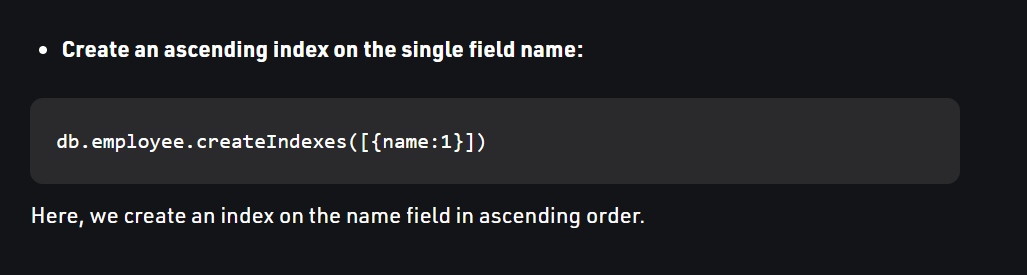 Create an ascending index on the single field name:
db.employee.createIndexes([{name:1}])
Here, we create an index on the name field in ascending order.